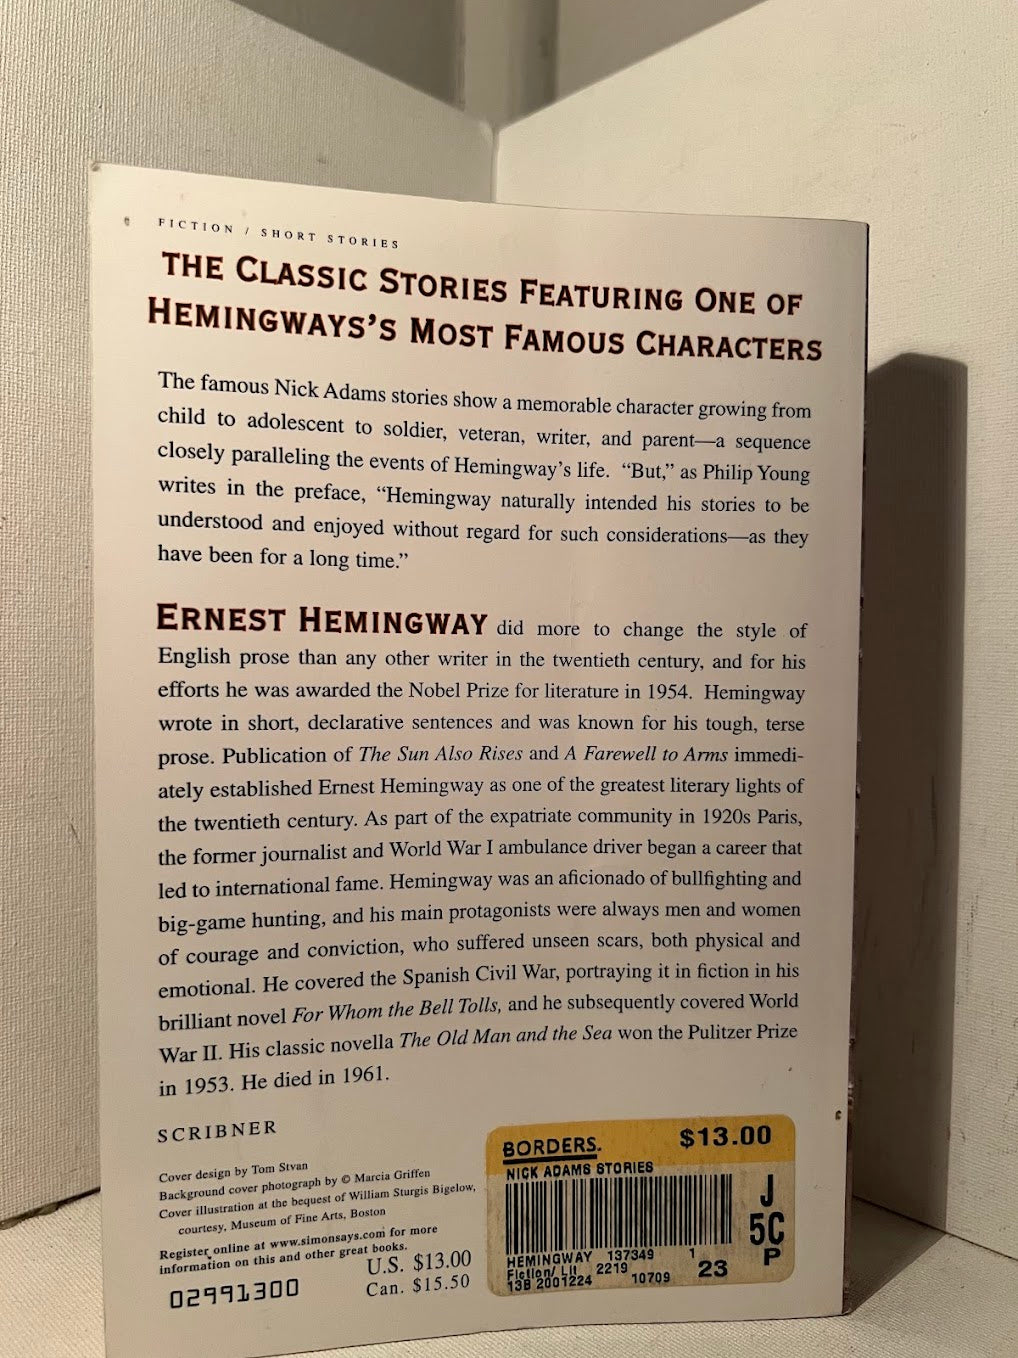 FICTION / SHORT STORIES
THE CLASSIC STORIES FEATURING ONE OF
HEMINGWAYS'S MOST FAMOUS CHARACTERS
The famous Nick Adams stories show a memorable character growing from
child to adolescent to soldier, veteran, writer, and parent—a sequence
closely paralleling the events of Hemingway's life. “But,” as Philip Young
writes in the preface, “Hemingway naturally intended his stories to be
understood and enjoyed without regard for such considerations—as they
have been for a long time.”
ERNEST HEMINGWAY did more to change the style of
English prose than any other writer in the twentieth century, and for his
efforts he was awarded the Nobel Prize for literature in 1954. Hemingway
wrote in short, declarative sentences and was known for his tough, terse
prose. Publication of The Sun Also Rises and A Farewell to Arms immedi-
ately established Ernest Hemingway as one of the greatest literary lights of
the twentieth century. As part of the expatriate community in 1920s Paris,
the former journalist and World War I ambulance driver began a career that
led to international fame. Hemingway was an aficionado of bullfighting and
big-game hunting, and his main protagonists were always men and women
of courage and conviction, who suffered unseen scars, both physical and
emotional. He covered the Spanish Civil War, portraying it in fiction in his
brilliant novel For Whom the Bell Tolls, and he subsequently covered World
War II. His classic novella The Old Man and the Sea won the Pulitzer Prize
in 1953. He died in 1961.
SCRIBNER
Cover design by Tom Stvan
Background cover photograph by © Marcia Griffen
Cover illustration at the bequest of William Sturgis Bigelow,
courtesy, Museum of Fine Arts, Boston
Register online at www.simonsays.com for more
information on this and other great books.
U.S. $13.00
Can. $15.50
02991300
BORDERS. $13.00
NICK ADAMS STORIES
J
5C
P
HEMINGWAY 137349 1
Fiction/ Lit 2219 23
13B 2001224 10709